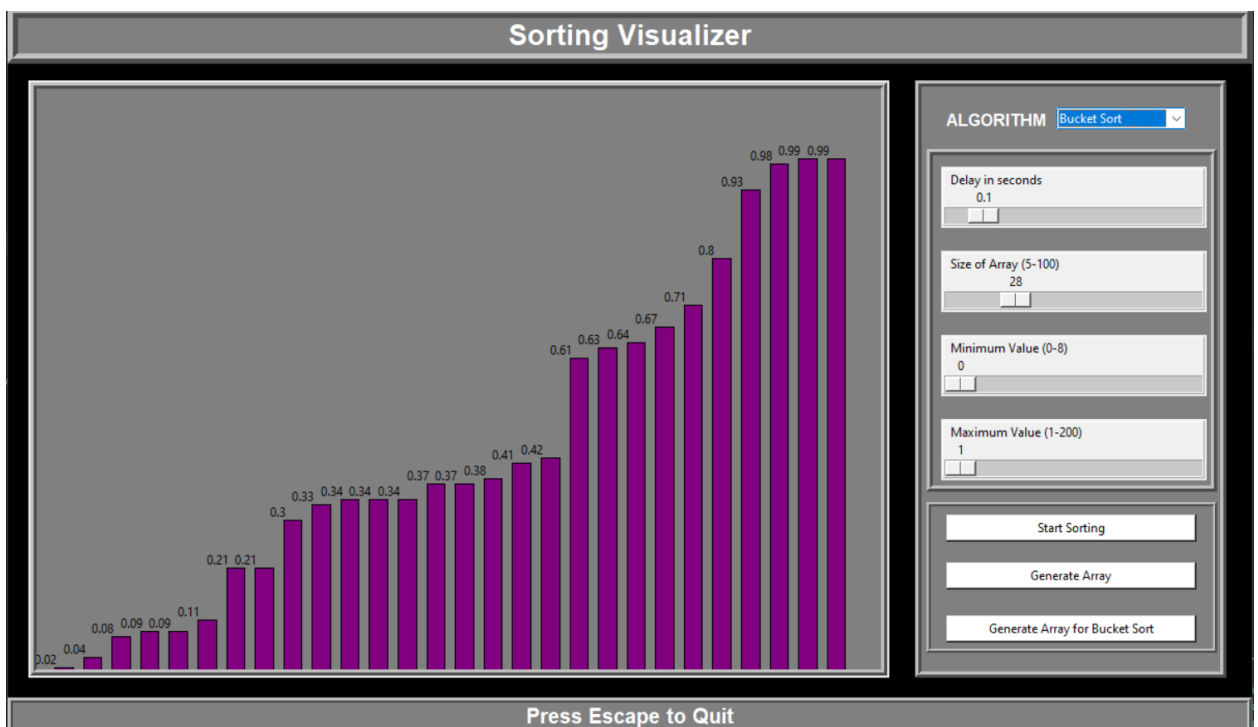 Sorting Visualizer
ALGORITHM Bucket Sort
Delay in seconds
0.1
Size of Array (5-100)
28
Minimum Value (0-8)
0
Maximum Value (1-200)
1
Start Sorting
Generate Array
Generate Array for Bucket Sort
0.02 0.04 0.08 0.09 0.09 0.11 0.21 0.21 0.3 0.33 0.34 0.34 0.34 0.37 0.37 0.38 0.41 0.42 0.61 0.63 0.64 0.67 0.71 0.8 0.93 0.98 0.99 0.99
Press Escape to Quit